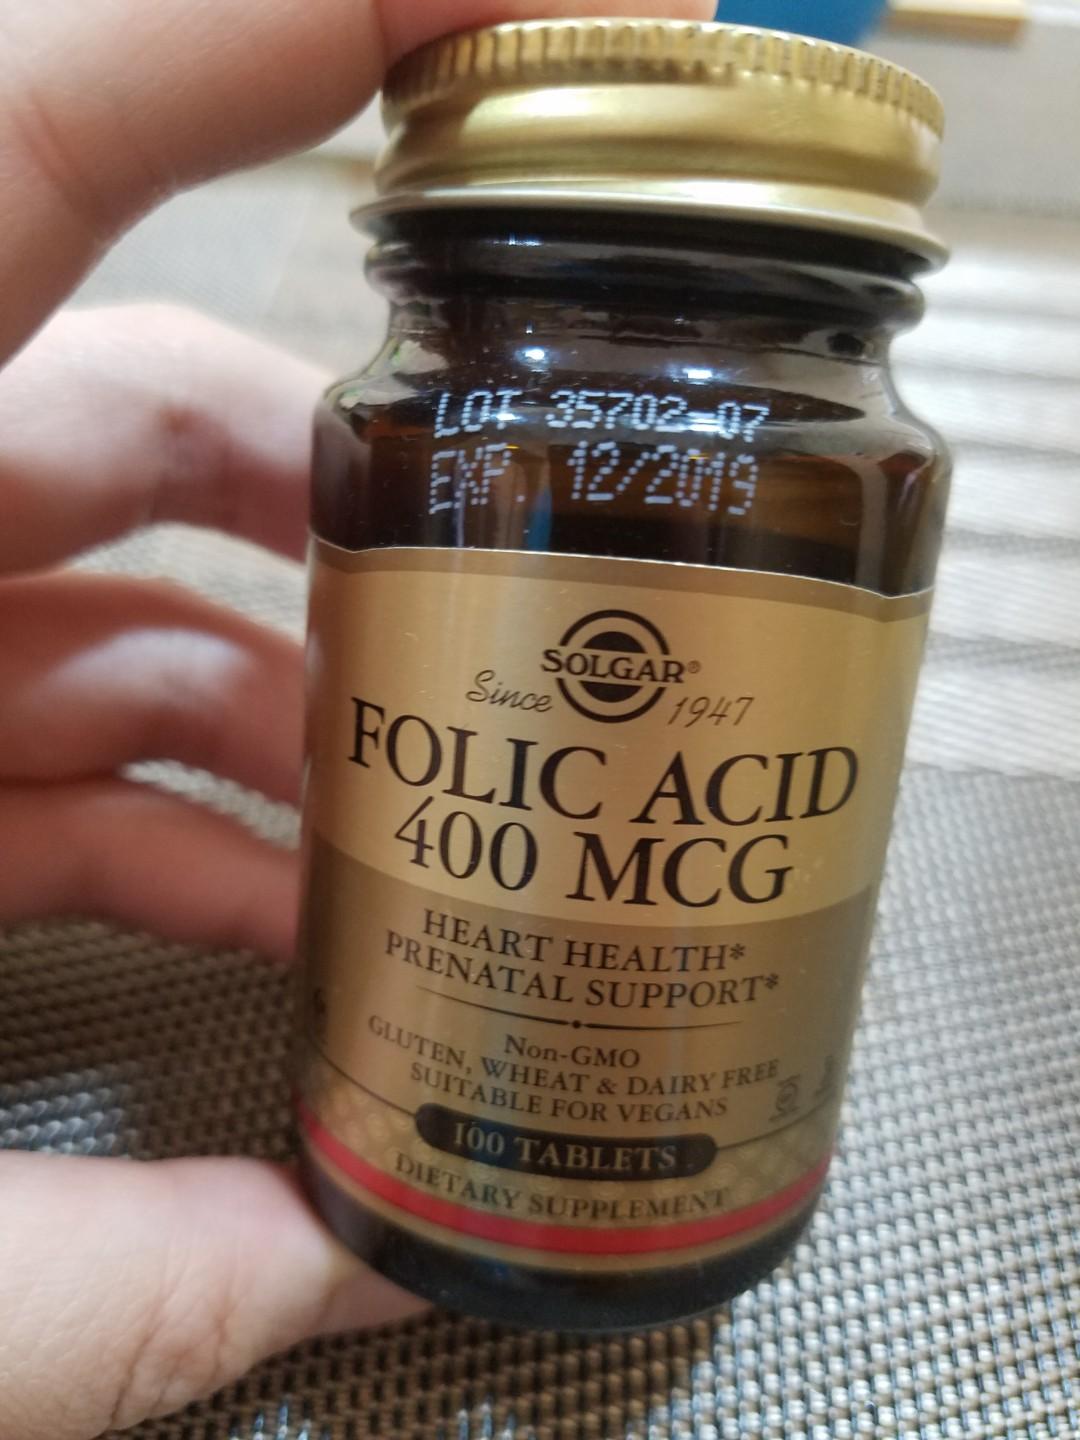 LOT 35702-07
EXP. 12/2019
SOLGAR®
Since 1947
FOLIC ACID
400 MCG
HEART HEALTH*
PRENATAL SUPPORT*
Non-GMO
GLUTEN, WHEAT & DAIRY FREE
SUITABLE FOR VEGANS
100 TABLETS
DIETARY SUPPLEMENT